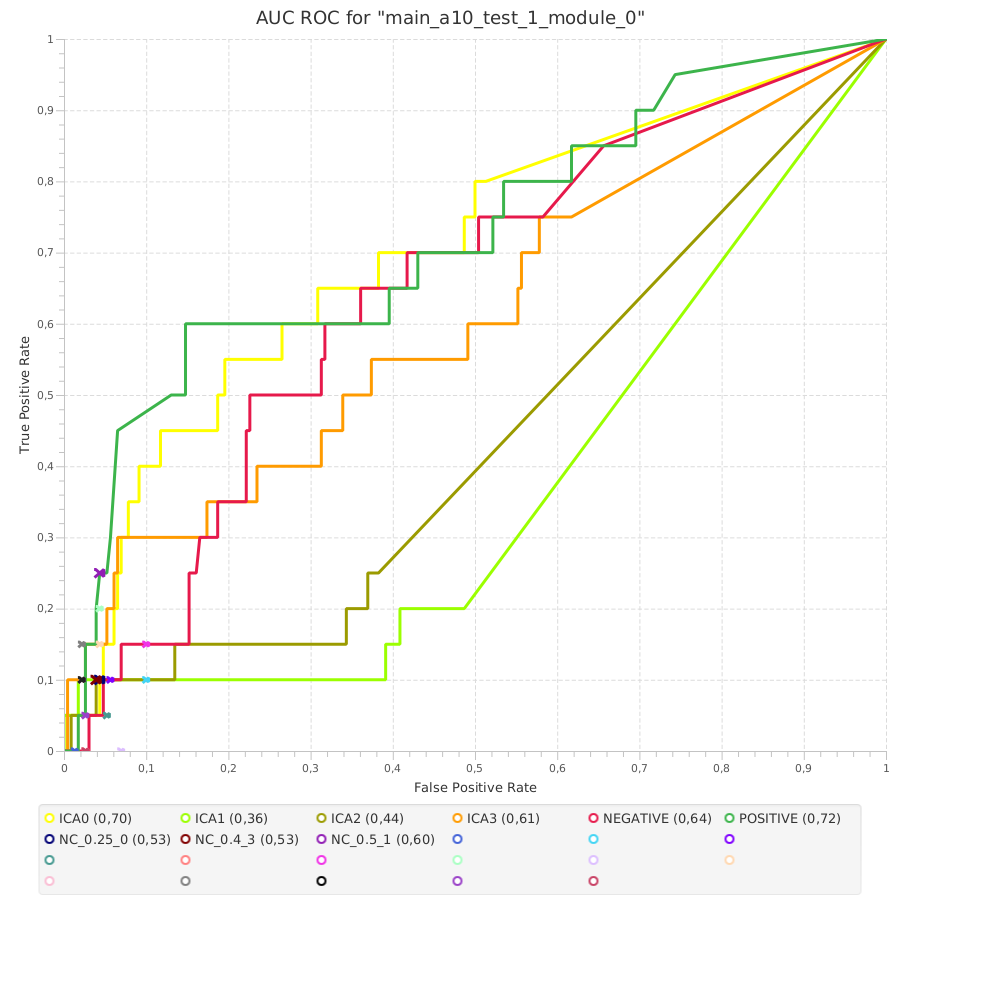 AUC ROC for "main_a10_test_1_module_0"
1
0,9
0,8
0,7
0,6
0,5
0,4
0,3
0,2
0,1
0
True Positive Rate
0 0,1 0,2 0,3 0,4 0,5 0,6 0,7 0,8 0,9 1
False Positive Rate
ICA0 (0,70) ICA1 (0,36) ICA2 (0,44) ICA3 (0,61) NEGATIVE (0,64) POSITIVE (0,72)
NC_0.25_0 (0,53) NC_0.4_3 (0,53) NC_0.5_1 (0,60)